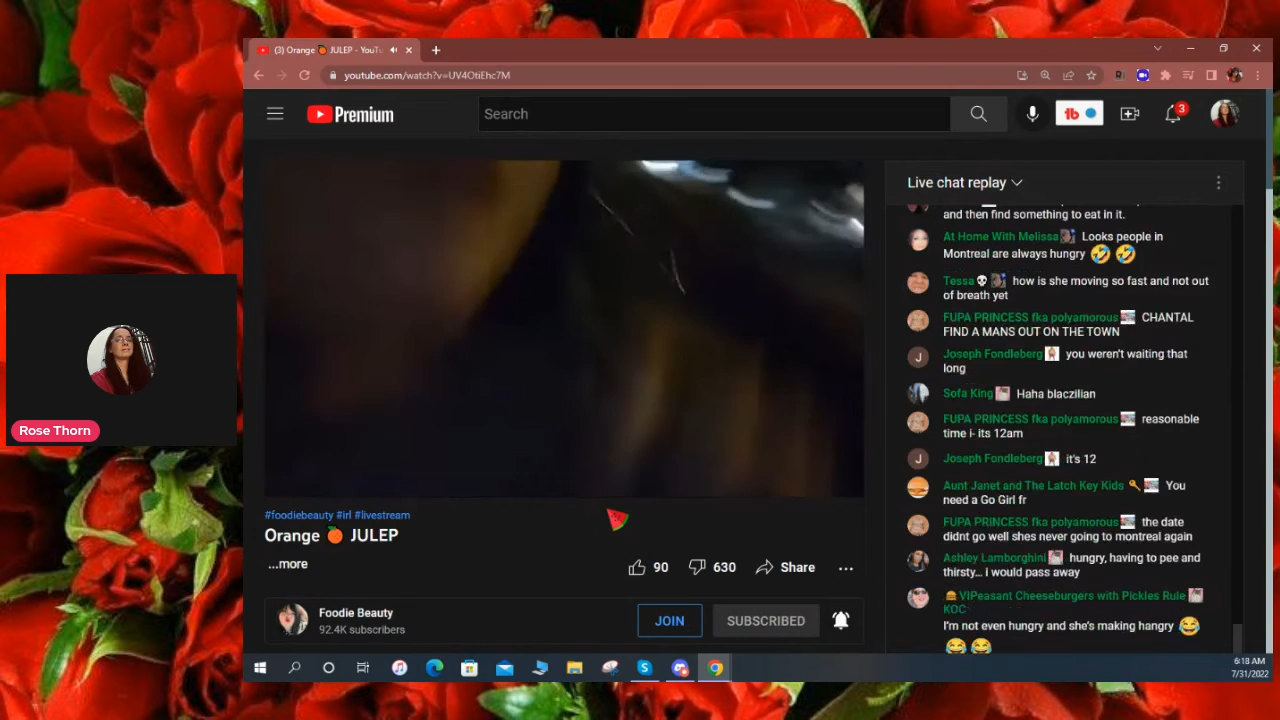 (3) Orange 🍊 JULEP - YouTu
youtube.com/watch?v=UV4OtiEhc7M
Premium
Search
3
Live chat replay
and then find something to eat in it.
At Home With Melissa Looks people in
Montreal are always hungry 🤣 🤣
Tessa💀 how is she moving so fast and not out
of breath yet
FUPA PRINCESS fka polyamorous CHANTAL
FIND A MANS OUT ON THE TOWN
Joseph Fondleberg you weren't waiting that
long
Sofa King Haha blaczilian
FUPA PRINCESS fka polyamorous reasonable
time i- its 12am
Joseph Fondleberg it's 12
Aunt Janet and The Latch Key Kids 🔑 You
need a Go Girl fr
FUPA PRINCESS fka polyamorous the date
didnt go well shes never going to montreal again
Ashley Lamborghini hungry, having to pee and
thirsty... i would pass away
🍔VIPeasant Cheeseburgers with Pickles Rule
KOC
I'm not even hungry and she's making hangry 😂
😂 😂
Rose Thorn
#foodiebeauty #irl #livestream
Orange 🍊 JULEP
...more
90 630 Share
Foodie Beauty
92.4K subscribers
JOIN SUBSCRIBED
6:18 AM
7/31/2022